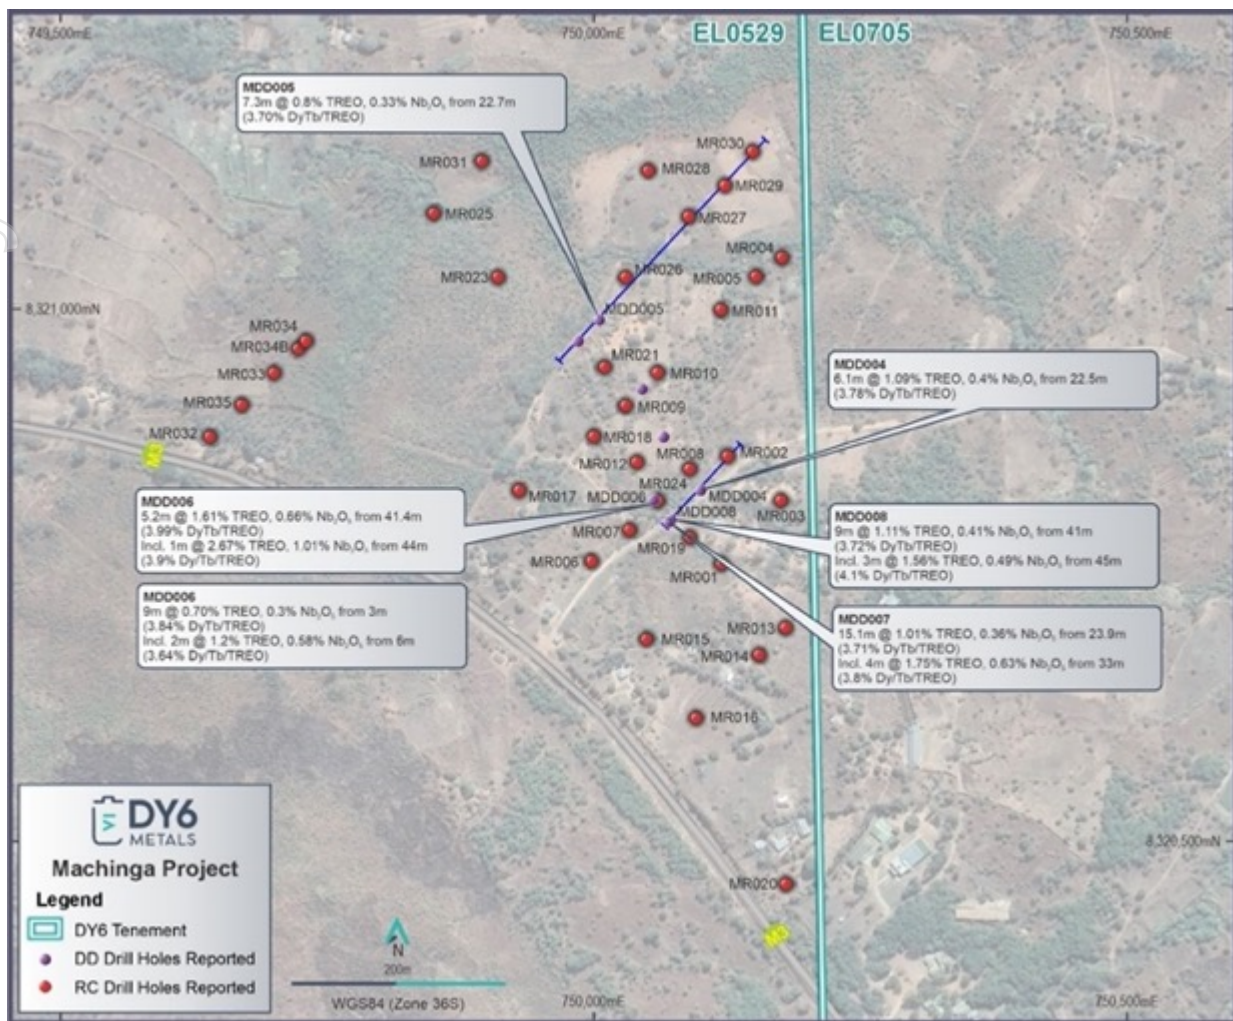 749,500mE
750,000mE
EL0529
EL0705
750,500mE
MDD005
7.3m @ 0.8% TREO, 0.33% Nb₂O₅ from 22.7m
(3.70% DyTb/TREO)
MR030
MR031
MR028
MR029
MR025
MR027
MR004
MR023
MR026
MR005
8,321,000mN
MDD005
MR011
MR034
MR034B
MR021
MR033
MR010
MDD004
6.1m @ 1.09% TREO, 0.4% Nb₂O₅ from 22.5m
(3.78% DyTb/TREO)
MR035
MR009
MR032
MR018
MR008
MR002
MR012
MR024
MR017
MDD006
MDD004
MR003
MDD008
MDD006
5.2m @ 1.61% TREO, 0.66% Nb₂O₅ from 41.4m
(3.99% DyTb/TREO)
Incl. 1m @ 2.67% TREO, 1.01% Nb₂O₅ from 44m
(3.9% Dy/Tb/TREO)
MDD008
9m @ 1.11% TREO, 0.41% Nb₂O₅ from 41m
(3.72% DyTb/TREO)
Incl. 3m @ 1.56% TREO, 0.49% Nb₂O₅ from 45m
(4.1% Dy/Tb/TREO)
MR007
MR019
MR006
MR001
MDD006
9m @ 0.70% TREO, 0.3% Nb₂O₅ from 3m
(3.84% DyTb/TREO)
Incl. 2m @ 1.2% TREO, 0.58% Nb₂O₅ from 6m
(3.64% Dy/Tb/TREO)
MDD007
15.1m @ 1.01% TREO, 0.36% Nb₂O₅ from 23.9m
(3.71% DyTb/TREO)
Incl. 4m @ 1.75% TREO, 0.63% Nb₂O₅ from 33m
(3.8% Dy/Tb/TREO)
MR013
MR015
MR014
MR016
8,320,500mN
MR020
DY6
METALS
Machinga Project
Legend
DY6 Tenement
DD Drill Holes Reported
RC Drill Holes Reported
N
200m
WGS84 (Zone 36S)
750,000mE
750,500mE